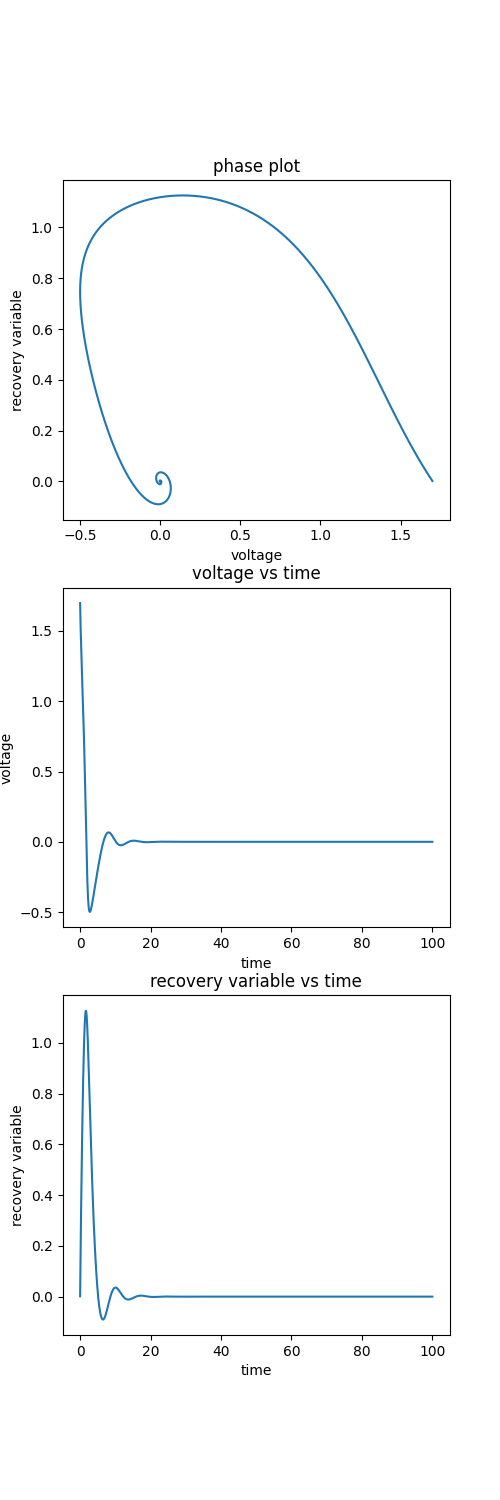 phase plot
1.0
0.8
0.6
0.4
0.2
0.0
recovery variable
−0.5 0.0 0.5 1.0 1.5
voltage
voltage vs time
1.5
1.0
0.5
0.0
−0.5
voltage
0 20 40 60 80 100
time
recovery variable vs time
1.0
0.8
0.6
0.4
0.2
0.0
recovery variable
0 20 40 60 80 100
time